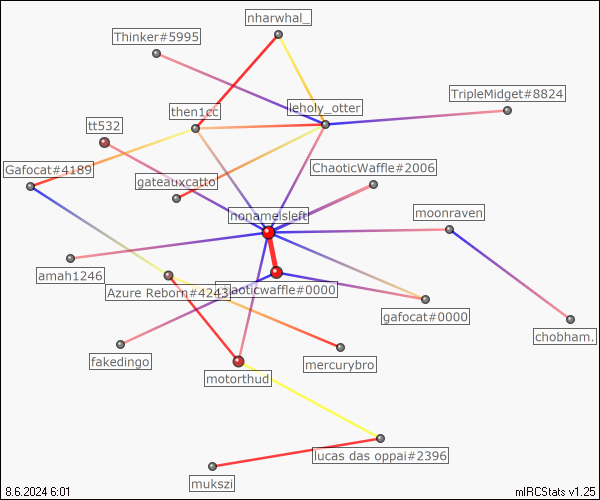 nharwhal_
Thinker#5995
TripleMidget#8824
ieholy_otter
then1cc
tt532
Gafocat#4189
ChaoticWaffle#2006
gateauxcatto
nonameisleft
moonraven
amah1246
Azure Reborn#4243
chaoticwaffle#0000
gafocat#0000
chobham.
fakedingo
mercurybro
motorthud
lucas das oppai#2396
mukszi
8.6.2024 6:01
mIRCStats v1.25